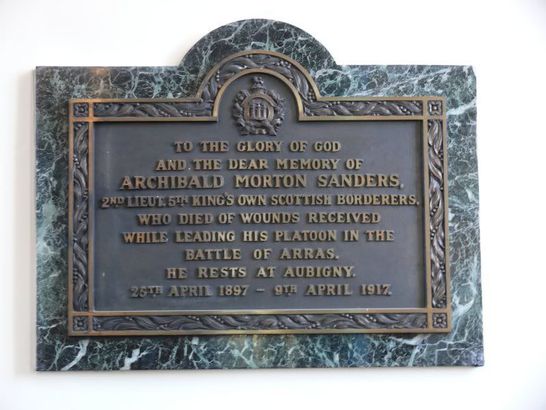 TO THE GLORY OF GOD
AND, THE DEAR MEMORY OF
ARCHIBALD MORTON SANDERS,
2ND LIEUT. 5TH KING'S OWN SCOTTISH BORDERERS,
WHO DIED OF WOUNDS RECEIVED
WHILE LEADING HIS PLATOON IN THE
BATTLE OF ARRAS.
HE RESTS AT AUBIGNY.
25TH APRIL 1897 – 9TH APRIL 1917.